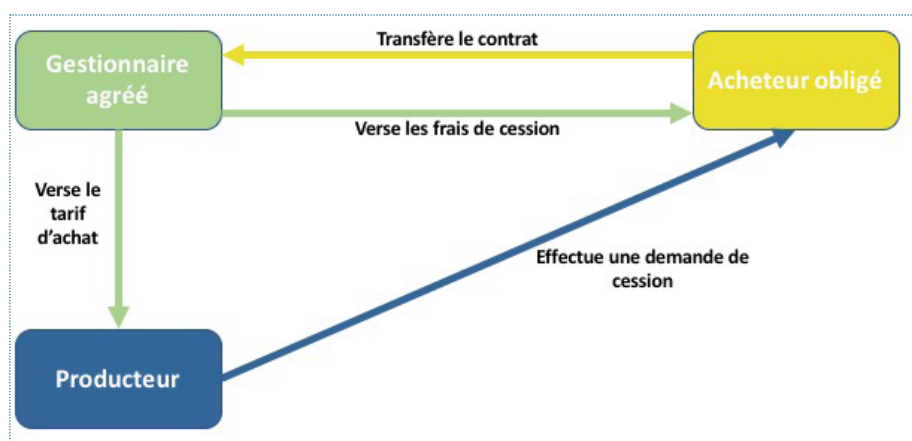 Transfère le contrat
Gestionnaire
agréé
Acheteur obligé
Verse les frais de cession
Verse le
tarif
d’achat
Effectue une demande de
cession
Producteur